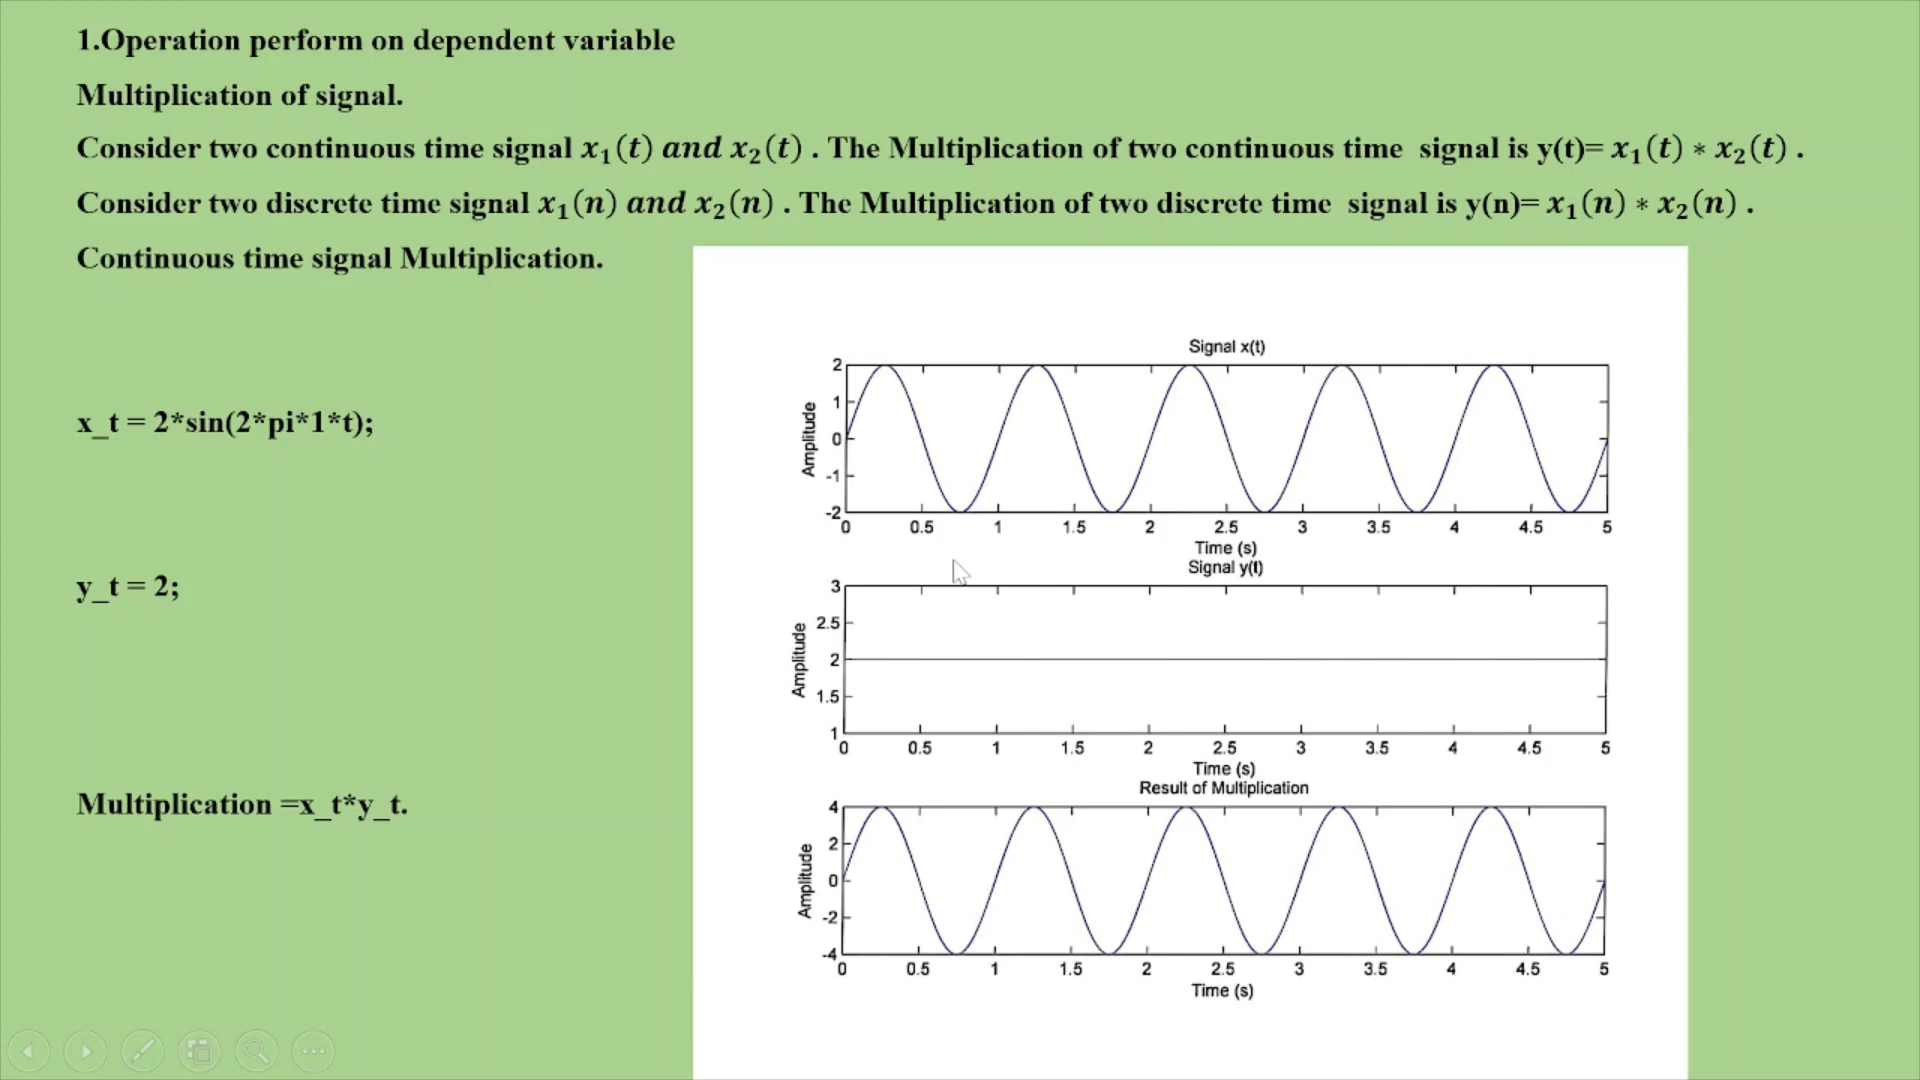 1.Operation perform on dependent variable
Multiplication of signal.
Consider two continuous time signal x₁(t) and x₂(t) . The Multiplication of two continuous time signal is y(t)= x₁(t) * x₂(t) .
Consider two discrete time signal x₁(n) and x₂(n) . The Multiplication of two discrete time signal is y(n)= x₁(n) * x₂(n) .
Continuous time signal Multiplication.
x_t = 2*sin(2*pi*1*t);
y_t = 2;
Multiplication =x_t*y_t.
Signal x(t)
Amplitude
2
1
0
-1
-2
0 0.5 1 1.5 2 2.5 3 3.5 4 4.5 5
Time (s)
Signal y(t)
Amplitude
3
2.5
2
1.5
1
0 0.5 1 1.5 2 2.5 3 3.5 4 4.5 5
Time (s)
Result of Multiplication
Amplitude
4
2
0
-2
-4
0 0.5 1 1.5 2 2.5 3 3.5 4 4.5 5
Time (s)